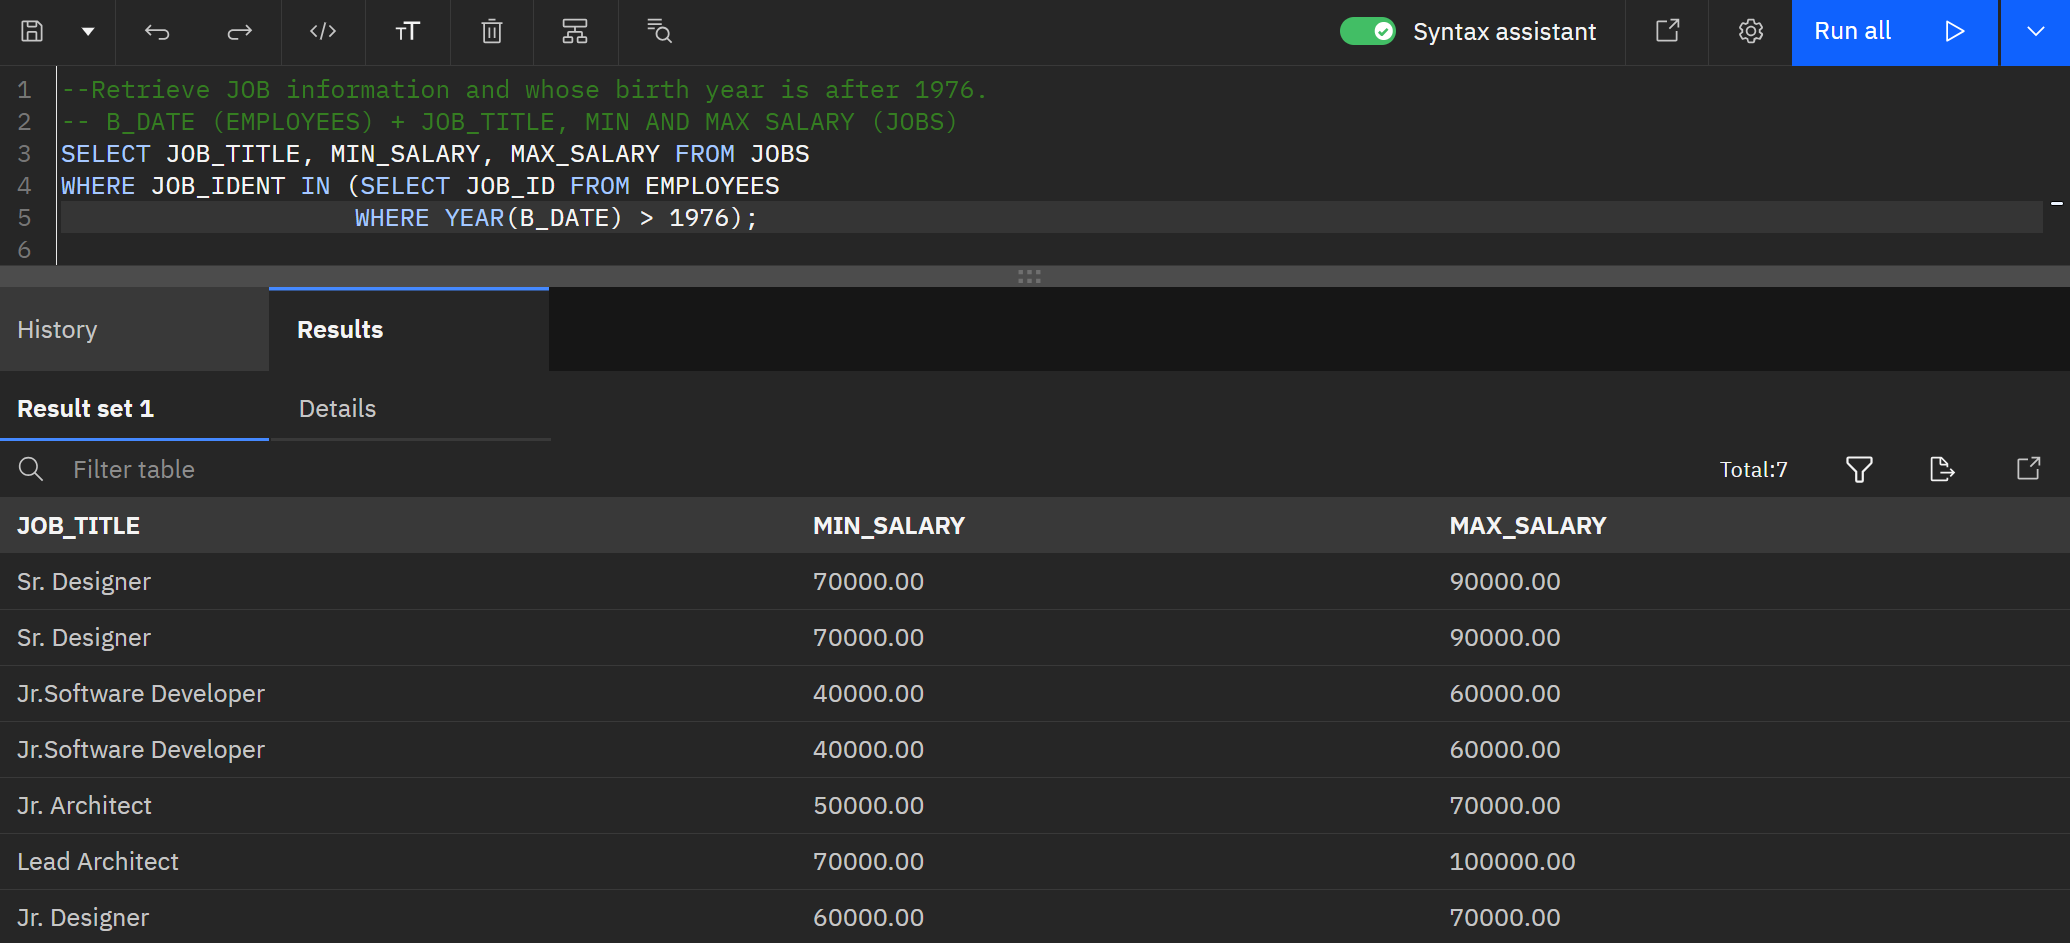 Syntax assistant
Run all
1 --Retrieve JOB information and whose birth year is after 1976.
2 -- B_DATE (EMPLOYEES) + JOB_TITLE, MIN AND MAX SALARY (JOBS)
3 SELECT JOB_TITLE, MIN_SALARY, MAX_SALARY FROM JOBS
4 WHERE JOB_IDENT IN (SELECT JOB_ID FROM EMPLOYEES
5 WHERE YEAR(B_DATE) > 1976);
6
History Results
Result set 1 Details
Filter table Total:7
JOB_TITLE MIN_SALARY MAX_SALARY
Sr. Designer 70000.00 90000.00
Sr. Designer 70000.00 90000.00
Jr.Software Developer 40000.00 60000.00
Jr.Software Developer 40000.00 60000.00
Jr. Architect 50000.00 70000.00
Lead Architect 70000.00 100000.00
Jr. Designer 60000.00 70000.00